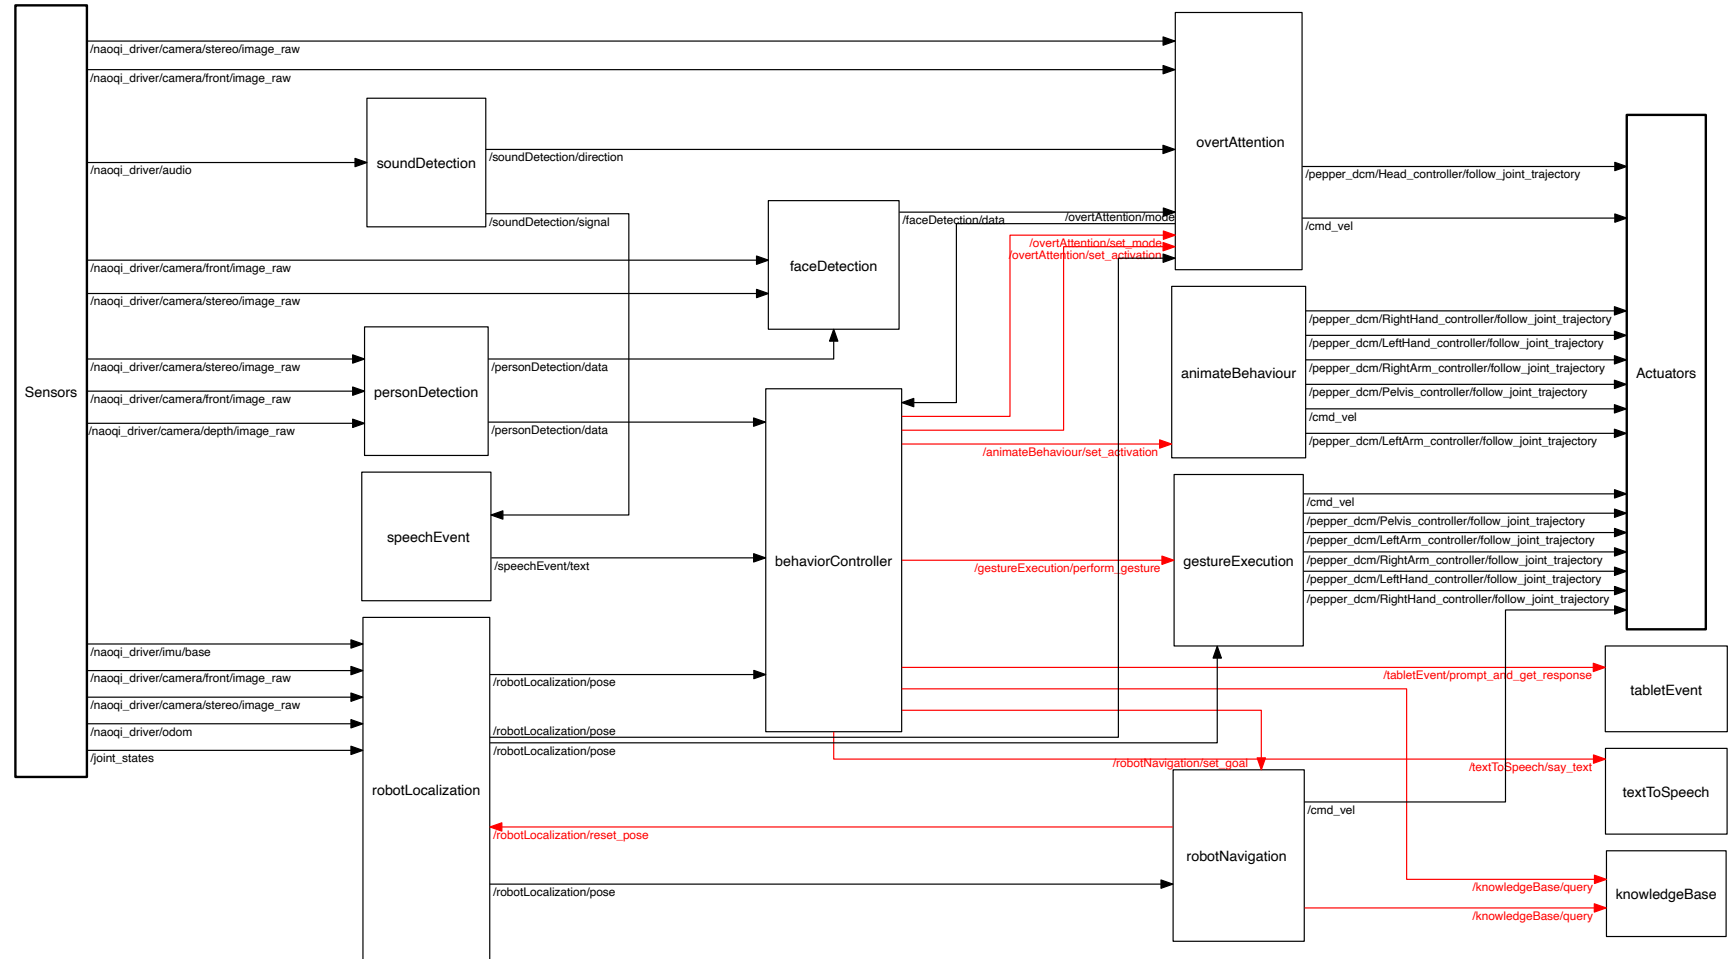 Sensors
/naoqi_driver/camera/stereo/image_raw
/naoqi_driver/camera/front/image_raw
/naoqi_driver/audio
/naoqi_driver/camera/front/image_raw
/naoqi_driver/camera/stereo/image_raw
/naoqi_driver/camera/stereo/image_raw
/naoqi_driver/camera/front/image_raw
/naoqi_driver/camera/depth/image_raw
/naoqi_driver/imu/base
/naoqi_driver/camera/front/image_raw
/naoqi_driver/camera/stereo/image_raw
/naoqi_driver/odom
/joint_states
soundDetection
/soundDetection/direction
/soundDetection/signal
personDetection
/personDetection/data
/personDetection/data
speechEvent
/speechEvent/text
robotLocalization
/robotLocalization/pose
/robotLocalization/pose
/robotLocalization/pose
/robotLocalization/reset_pose
/robotLocalization/pose
faceDetection
/faceDetection/data
/overtAttention/mode
/overtAttention/set_mode
/overtAttention/set_activation
behaviorController
/animateBehaviour/set_activation
/gestureExecution/perform_gesture
/tabletEvent/prompt_and_get_response
/robotNavigation/set_goal
/textToSpeech/say_text
/knowledgeBase/query
/knowledgeBase/query
overtAttention
/pepper_dcm/Head_controller/follow_joint_trajectory
/cmd_vel
animateBehaviour
/pepper_dcm/RightHand_controller/follow_joint_trajectory
/pepper_dcm/LeftHand_controller/follow_joint_trajectory
/pepper_dcm/RightArm_controller/follow_joint_trajectory
/pepper_dcm/Pelvis_controller/follow_joint_trajectory
/cmd_vel
/pepper_dcm/LeftArm_controller/follow_joint_trajectory
gestureExecution
/cmd_vel
/pepper_dcm/Pelvis_controller/follow_joint_trajectory
/pepper_dcm/LeftArm_controller/follow_joint_trajectory
/pepper_dcm/RightArm_controller/follow_joint_trajectory
/pepper_dcm/LeftHand_controller/follow_joint_trajectory
/pepper_dcm/RightHand_controller/follow_joint_trajectory
robotNavigation
/cmd_vel
Actuators
tabletEvent
textToSpeech
knowledgeBase